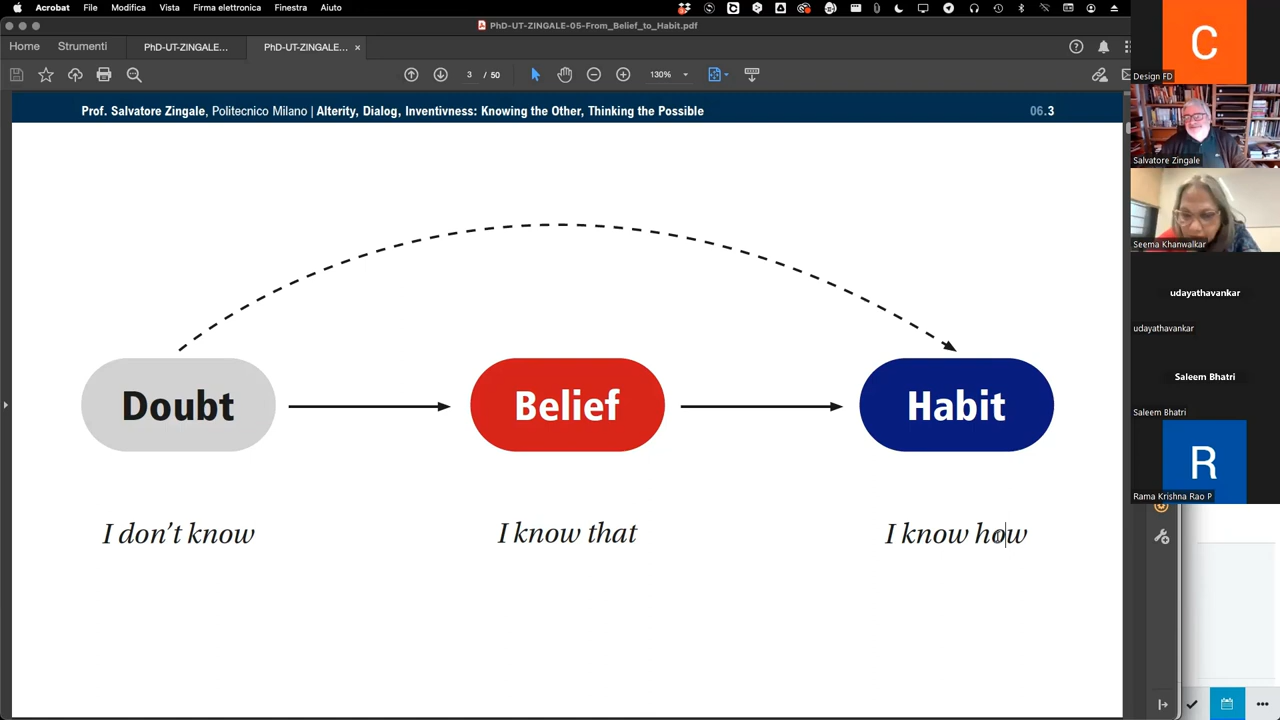 Acrobat File Modifica Vista Firma elettronica Finestra Aiuto
PhD-UT-ZINGALE-05-From_Belief_to_Habit.pdf
Home Strumenti PhD-UT-ZINGALE... PhD-UT-ZINGALE... ×
3 / 50 130%
Prof. Salvatore Zingale, Politecnico Milano | Alterity, Dialog, Inventivness: Knowing the Other, Thinking the Possible 06.3
Doubt Belief Habit
I don't know I know that I know how
C
Design FD
Salvatore Zingale
Seema Khanwalkar
udayathavankar
udayathavankar
Saleem Bhatri
Saleem Bhatri
R
Rama Krishna Rao P